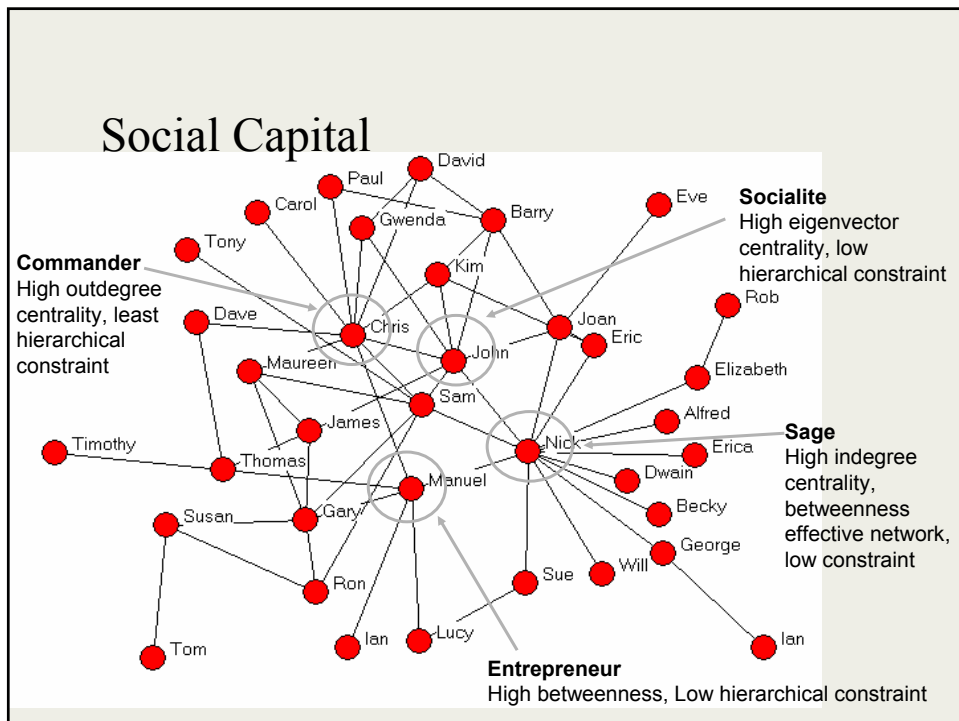 Social Capital
David
Paul
Eve
Carol
Gwenda
Barry
Socialite
High eigenvector
centrality, low
hierarchical constraint
Tony
Kim
Commander
High outdegree
centrality, least
hierarchical
constraint
Rob
Dave
Chris
Joan
Eric
John
Maureen
Elizabeth
Sam
Alfred
James
Sage
High indegree
centrality,
betweenness
effective network,
low constraint
Timothy
Nick
Erica
Thomas
Dwain
Manuel
Becky
Susan
Gary
George
Will
Sue
Ron
Ian
Lucy
Ian
Tom
Entrepreneur
High betweenness, Low hierarchical constraint